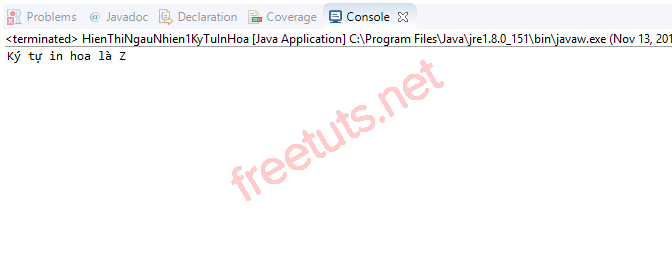 Problems @ Javadoc Declaration Coverage Console
<terminated> HienThiNgauNhien1KyTuInHoa [Java Application] C:\Program Files\Java\jre1.8.0_151\bin\javaw.exe (Nov 13, 201
Ký tự in hoa là Z
freetuts.net